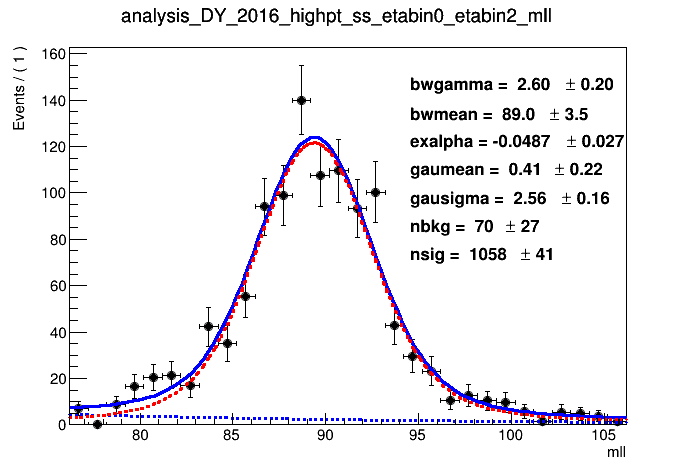 analysis_DY_2016_highpt_ss_etabin0_etabin2_mll
Events / ( 1 )
160
140
120
100
80
60
40
20
0
bwgamma = 2.60 ± 0.20
bwmean = 89.0 ± 3.5
exalpha = -0.0487 ± 0.027
gaumean = 0.41 ± 0.22
gausigma = 2.56 ± 0.16
nbkg = 70 ± 27
nsig = 1058 ± 41
80 85 90 95 100 105
mll